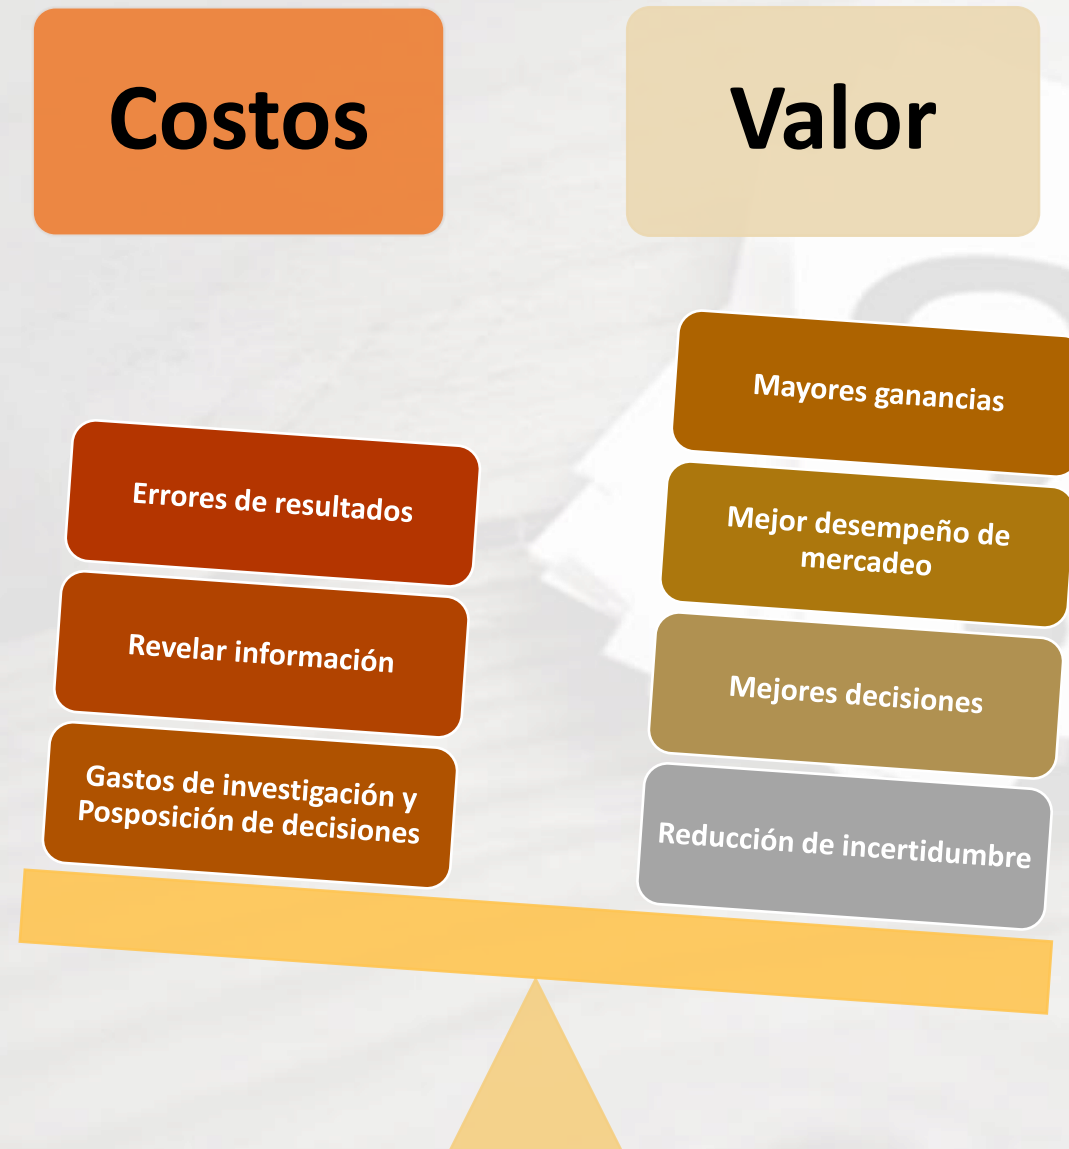 Costos
Valor
Errores de resultados
Revelar información
Gastos de investigación y
Posposición de decisiones
Mayores ganancias
Mejor desempeño de
mercadeo
Mejores decisiones
Reducción de incertidumbre